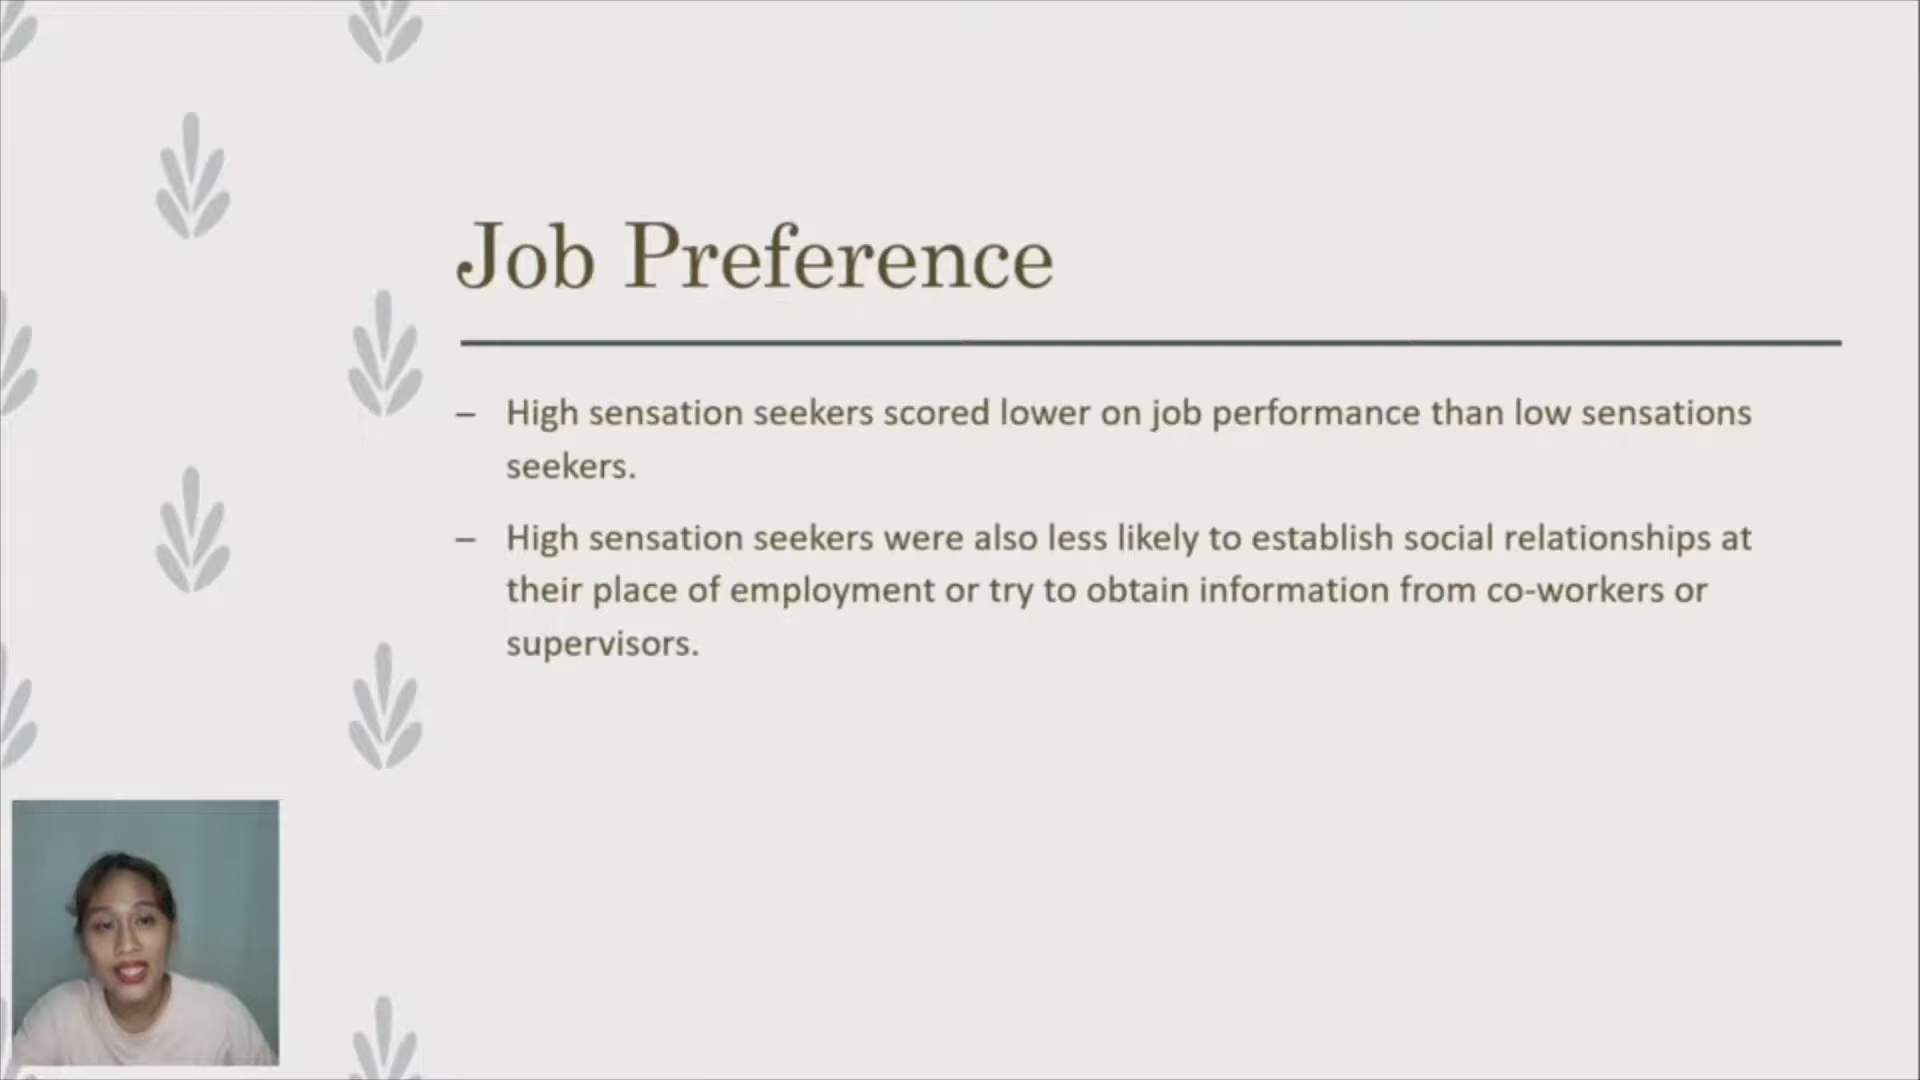 Job Preference
– High sensation seekers scored lower on job performance than low sensations
seekers.
– High sensation seekers were also less likely to establish social relationships at
their place of employment or try to obtain information from co-workers or
supervisors.